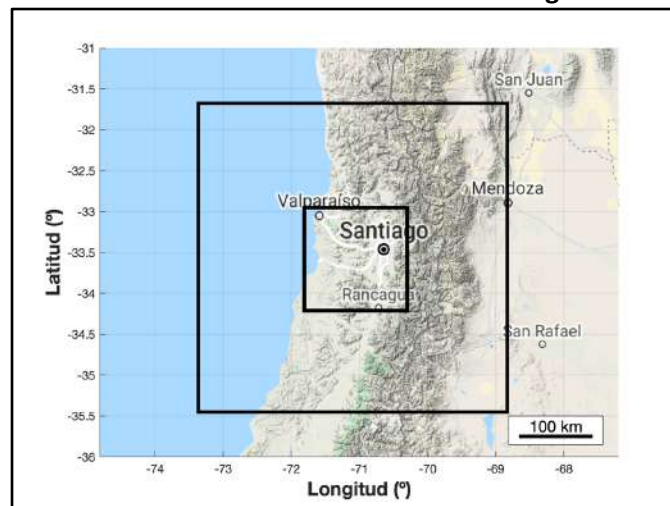 -31
-31.5
-32
-32.5
-33
-33.5
-34
-34.5
-35
-35.5
-36
Latitud (º)
San Juan
Mendoza
Valparaíso
Santiago
Rancagua
San Rafael
100 km
-74
-73
-72
-71
-70
-69
-68
Longitud (º)